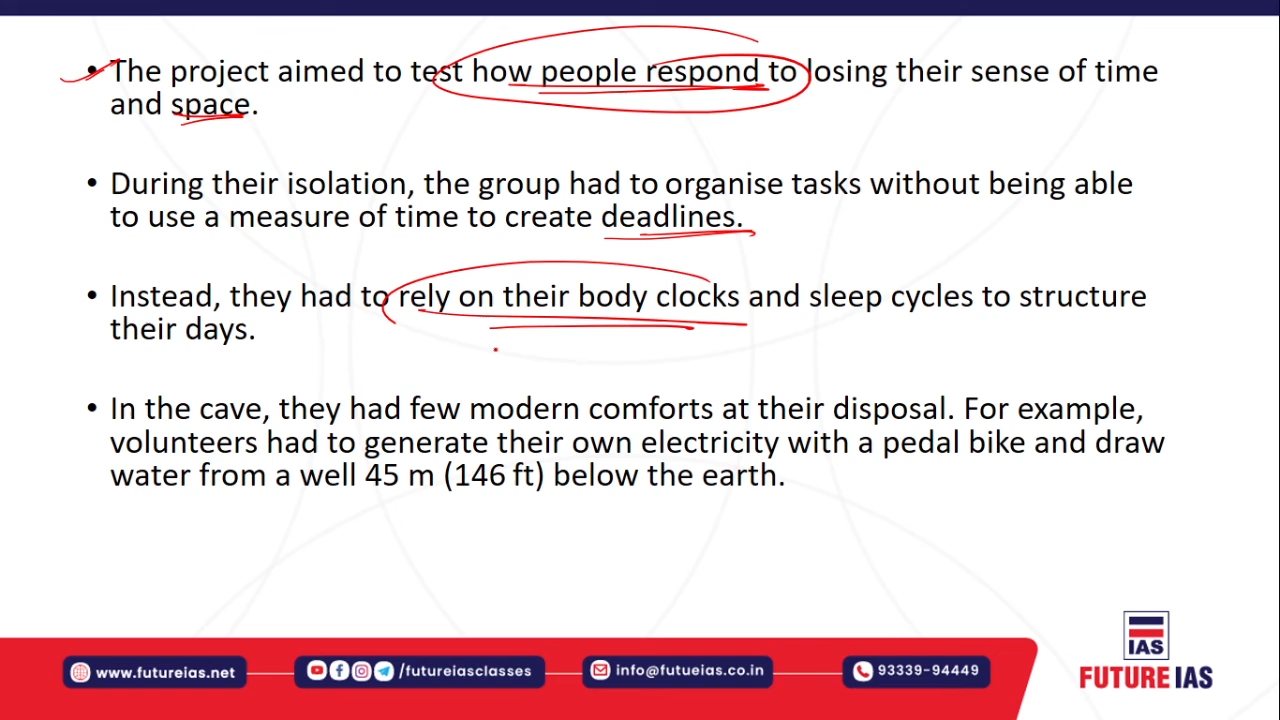 • The project aimed to test how people respond to losing their sense of time
and space.
• During their isolation, the group had to organise tasks without being able
to use a measure of time to create deadlines.
• Instead, they had to rely on their body clocks and sleep cycles to structure
their days.
• In the cave, they had few modern comforts at their disposal. For example,
volunteers had to generate their own electricity with a pedal bike and draw
water from a well 45 m (146 ft) below the earth.
IAS
FUTURE IAS
www.futureias.net
/futureiasclasses
info@futueias.co.in
93339-94449